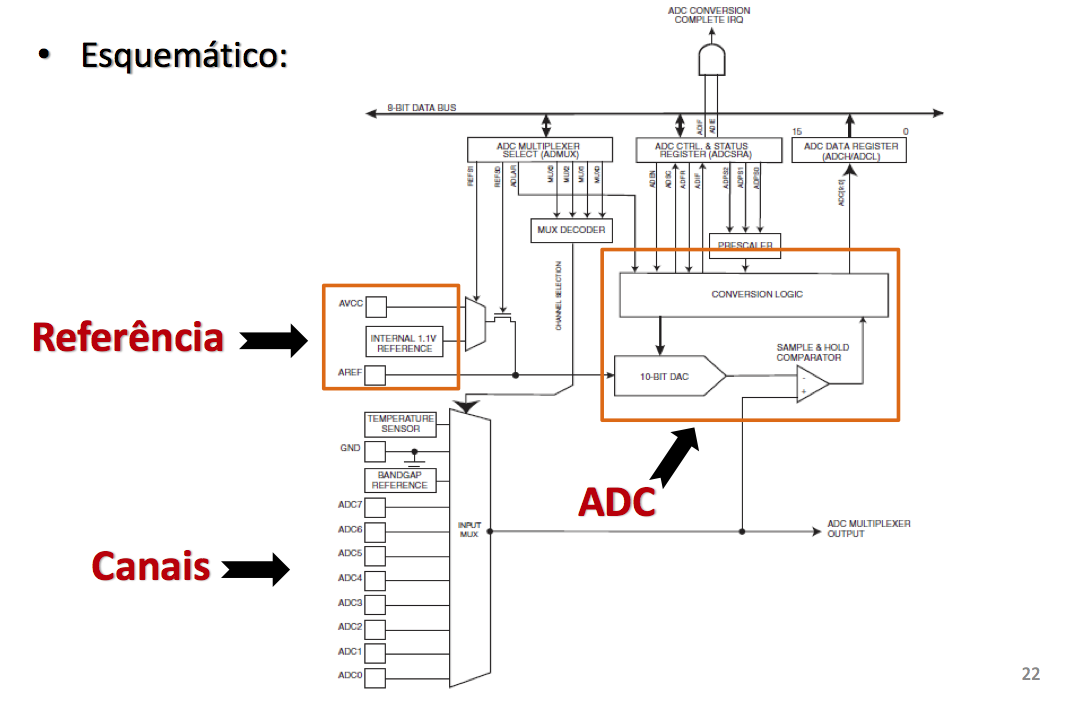 • Esquemático:
ADC CONVERSION
COMPLETE IRQ
8-BIT DATA BUS
ADIF
ADIE
15
0
ADC MULTIPLEXER
SELECT (ADMUX)
ADC CTRL. & STATUS
REGISTER (ADCSRA)
ADC DATA REGISTER
(ADCH/ADCL)
REFS1
REFS0
ADLAR
MUX3
MUX2
MUX1
MUX0
ADEN
ADSC
ADFR
ADIF
ADPS2
ADPS1
ADPS0
ADC[9:0]
MUX DECODER
PRESCALER
CHANNEL SELECTION
CONVERSION LOGIC
AVCC
Referência
INTERNAL 1.1V
REFERENCE
AREF
SAMPLE & HOLD
COMPARATOR
10-BIT DAC
-
+
TEMPERATURE
SENSOR
GND
BANDGAP
REFERENCE
ADC
ADC7
ADC6
ADC5
ADC4
ADC3
ADC2
ADC1
ADC0
INPUT
MUX
ADC MULTIPLEXER
OUTPUT
Canais
22